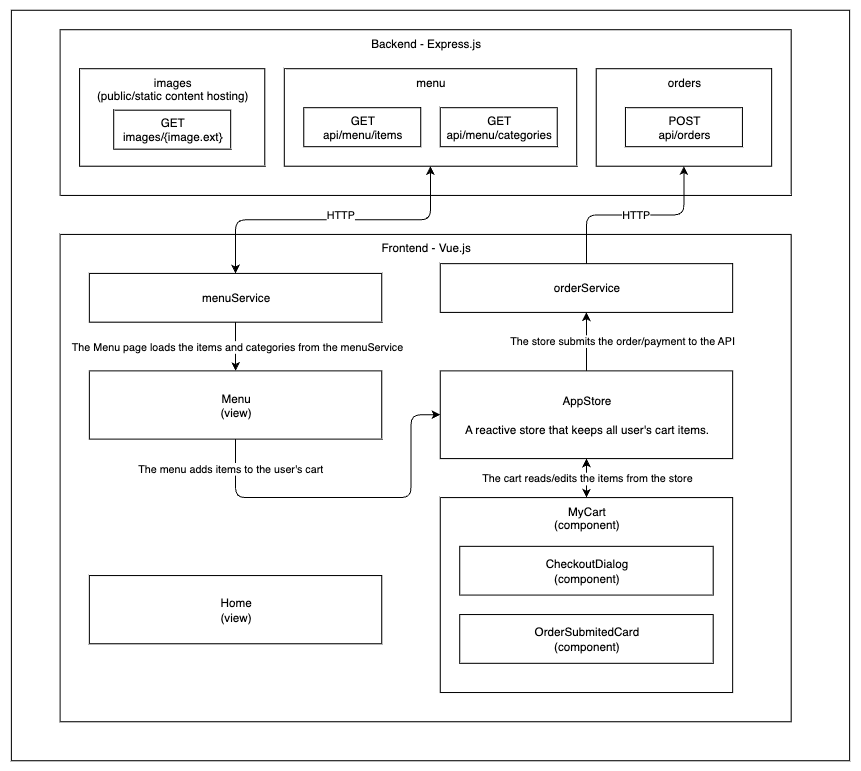 Backend - Express.js
images
(public/static content hosting)
GET
images/{image.ext}
menu
GET
api/menu/items
GET
api/menu/categories
orders
POST
api/orders
HTTP
HTTP
Frontend - Vue.js
menuService
orderService
The Menu page loads the items and categories from the menuService
The store submits the order/payment to the API
Menu
(view)
AppStore
A reactive store that keeps all user's cart items.
The menu adds items to the user's cart
The cart reads/edits the items from the store
MyCart
(component)
CheckoutDialog
(component)
Home
(view)
OrderSubmitedCard
(component)